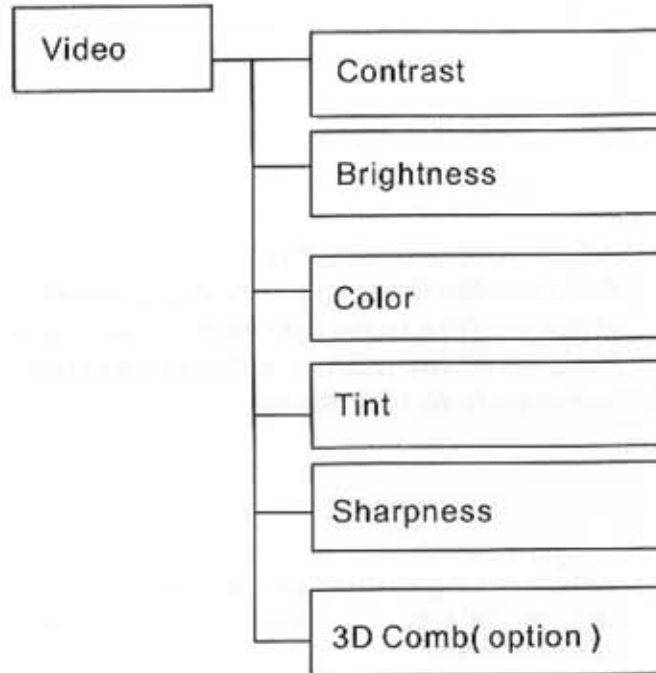 Video
Contrast
Brightness
Color
Tint
Sharpness
3D Comb( option )